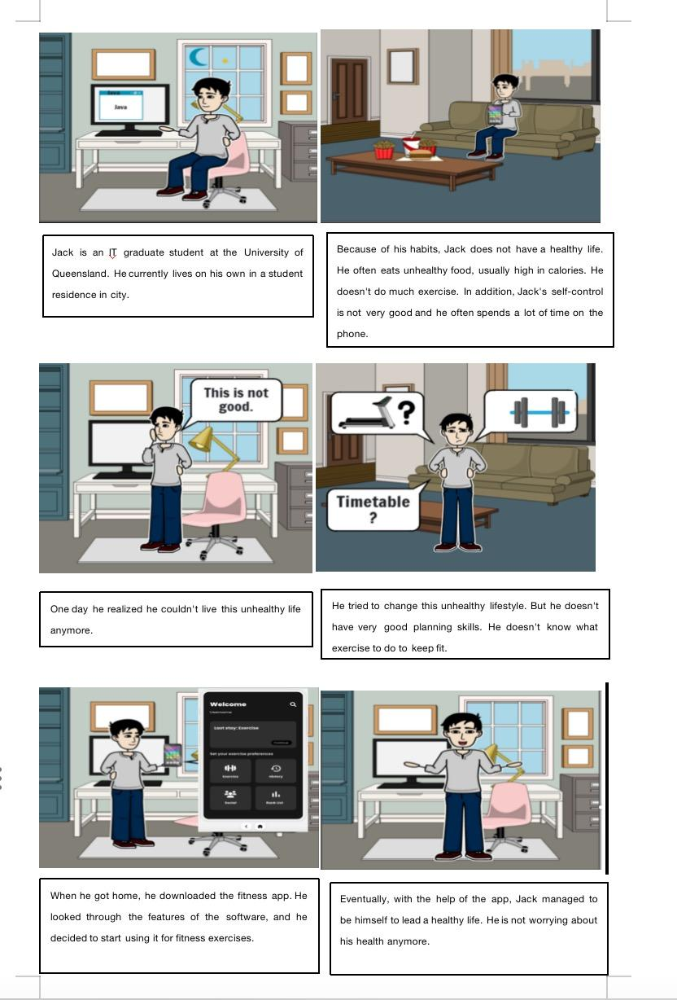 Java
Java
Jack is an IT graduate student at the University of
Queensland. He currently lives on his own in a student
residence in city.
Because of his habits, Jack does not have a healthy life.
He often eats unhealthy food, usually high in calories. He
doesn't do much exercise. In addition, Jack's self-control
is not very good and he often spends a lot of time on the
phone.
This is not
good.
?
Timetable
?
One day he realized he couldn't live this unhealthy life
anymore.
He tried to change this unhealthy lifestyle. But he doesn't
have very good planning skills. He doesn't know what
exercise to do to keep fit.
Welcome
Username
Last stay: Exercise
Continue
Set your exercise preferences
Exercise
History
Social
Rank List
When he got home, he downloaded the fitness app. He
looked through the features of the software, and he
decided to start using it for fitness exercises.
Eventually, with the help of the app, Jack managed to
be himself to lead a healthy life. He is not worrying about
his health anymore.